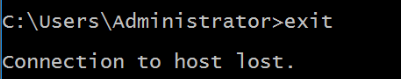 C:\Users\Administrator>exit
Connection to host lost.